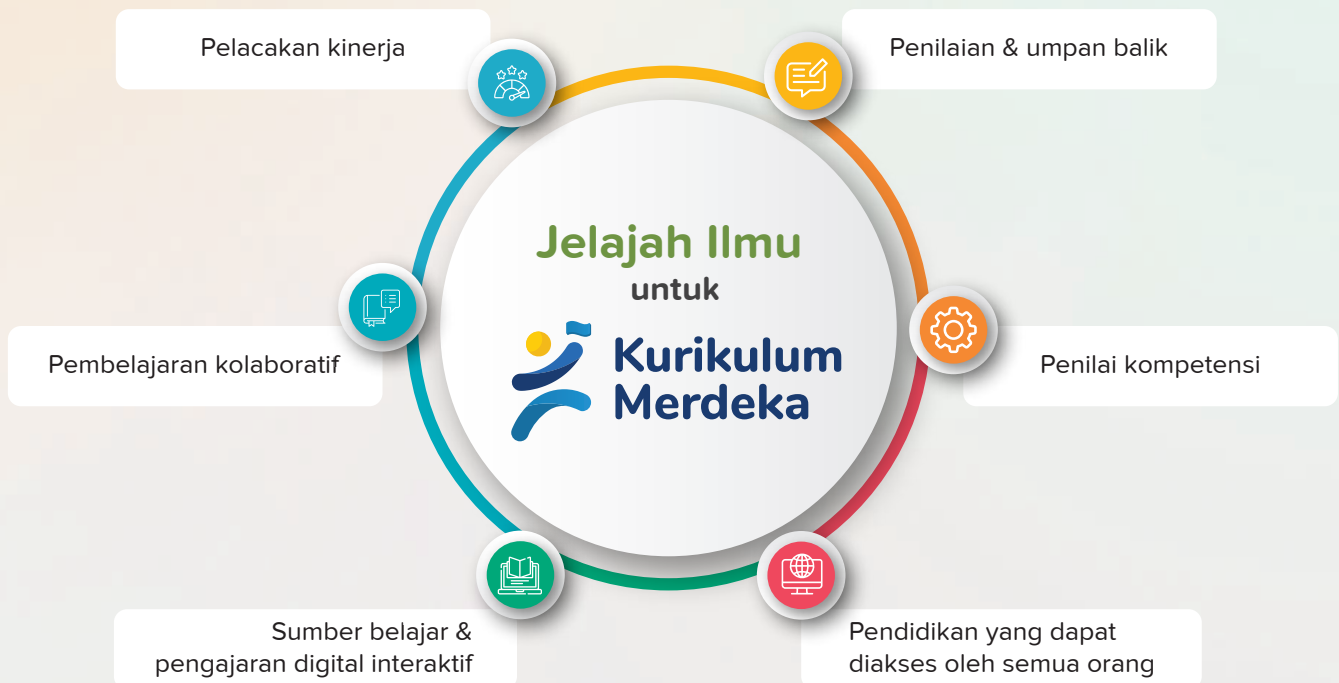 Pelacakan kinerja
Penilaian & umpan balik
Jelajah Ilmu
untuk
Kurikulum
Merdeka
Pembelajaran kolaboratif
Penilai kompetensi
Sumber belajar &
pengajaran digital interaktif
Pendidikan yang dapat
diakses oleh semua orang